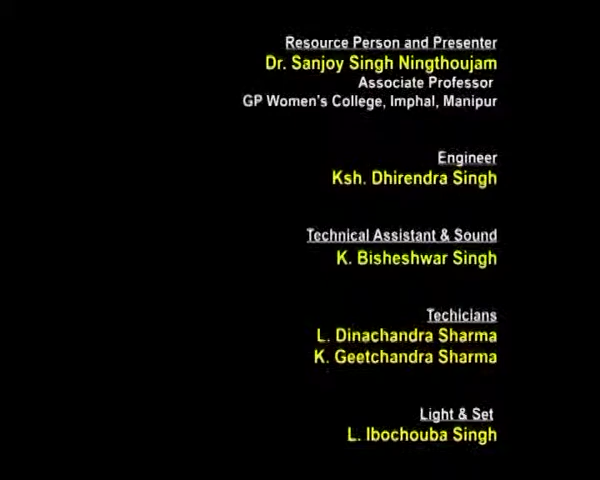 Resource Person and Presenter
Dr. Sanjoy Singh Ningthoujam
Associate Professor
GP Women's College, Imphal, Manipur
Engineer
Ksh. Dhirendra Singh
Technical Assistant & Sound
K. Bisheshwar Singh
Techicians
L. Dinachandra Sharma
K. Geetchandra Sharma
Light & Set
L. Ibochouba Singh